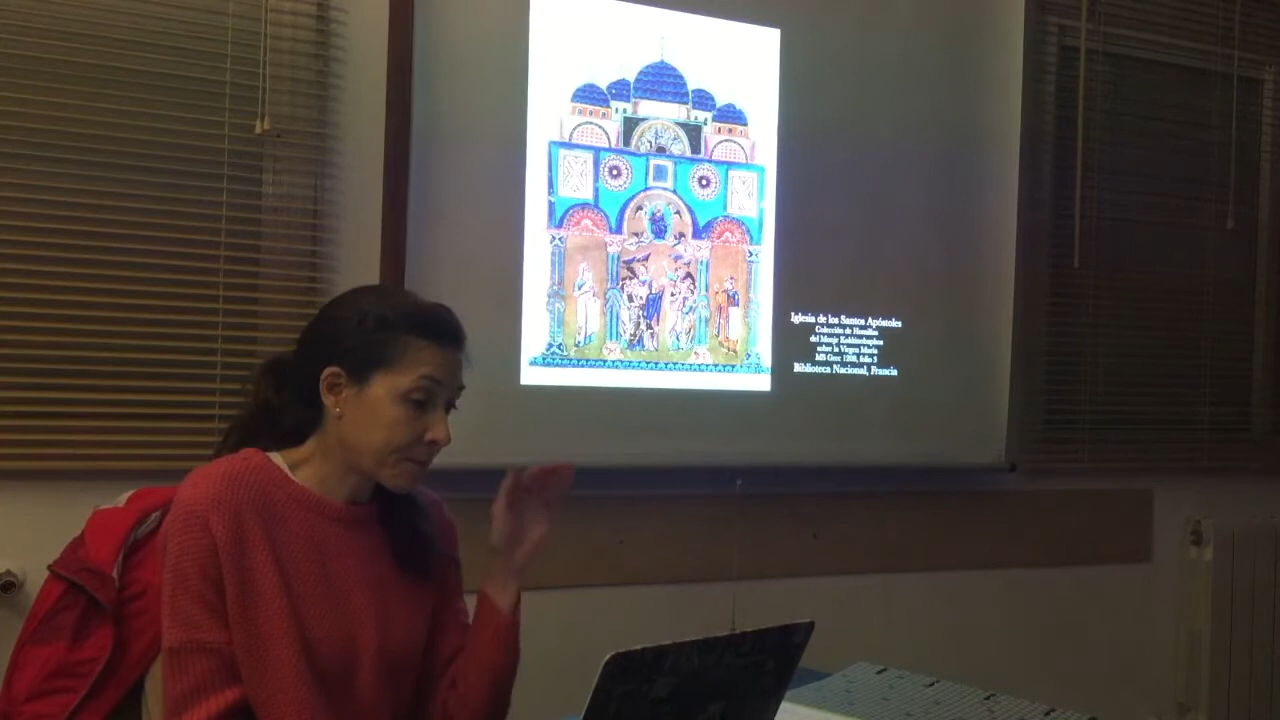 Iglesia de los Santos Apóstoles
Colección de Homilías
del Monje Kokkinobaphos
sobre la Virgen María
MS Grec 1208, folio 3
Biblioteca Nacional, Francia